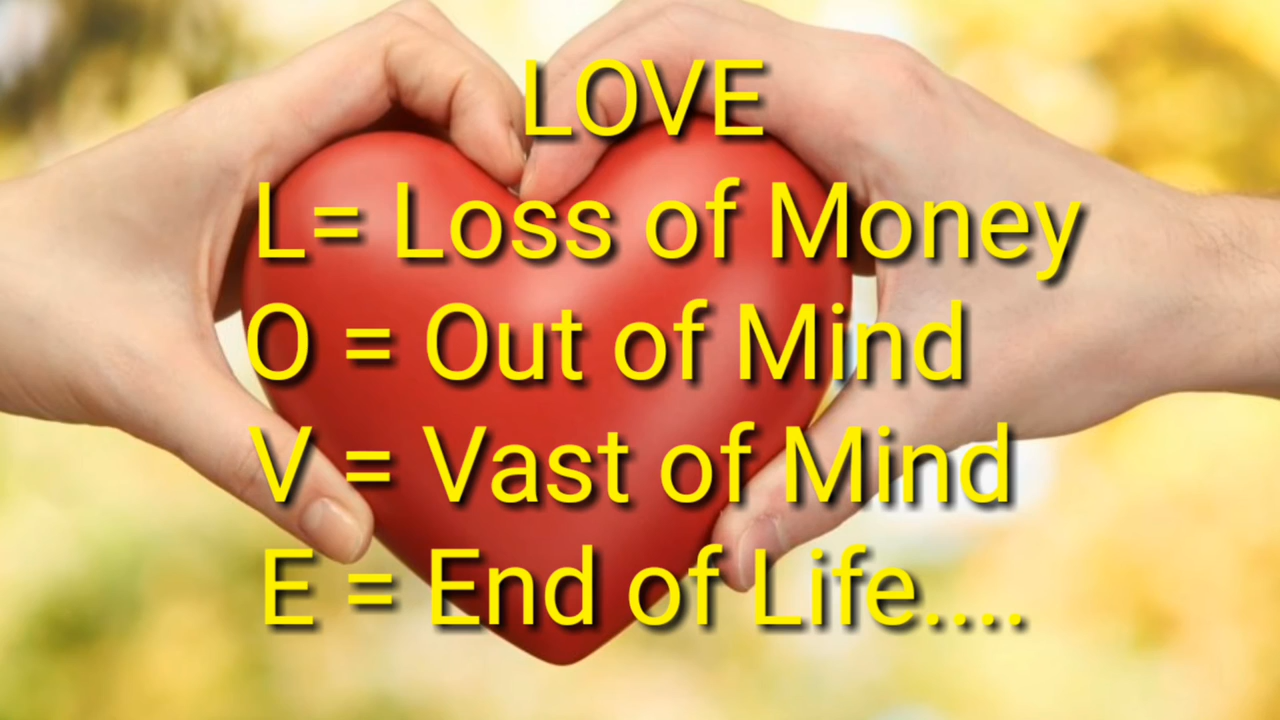 LOVE
L= Loss of Money
O = Out of Mind
V = Vast of Mind
E = End of Life....